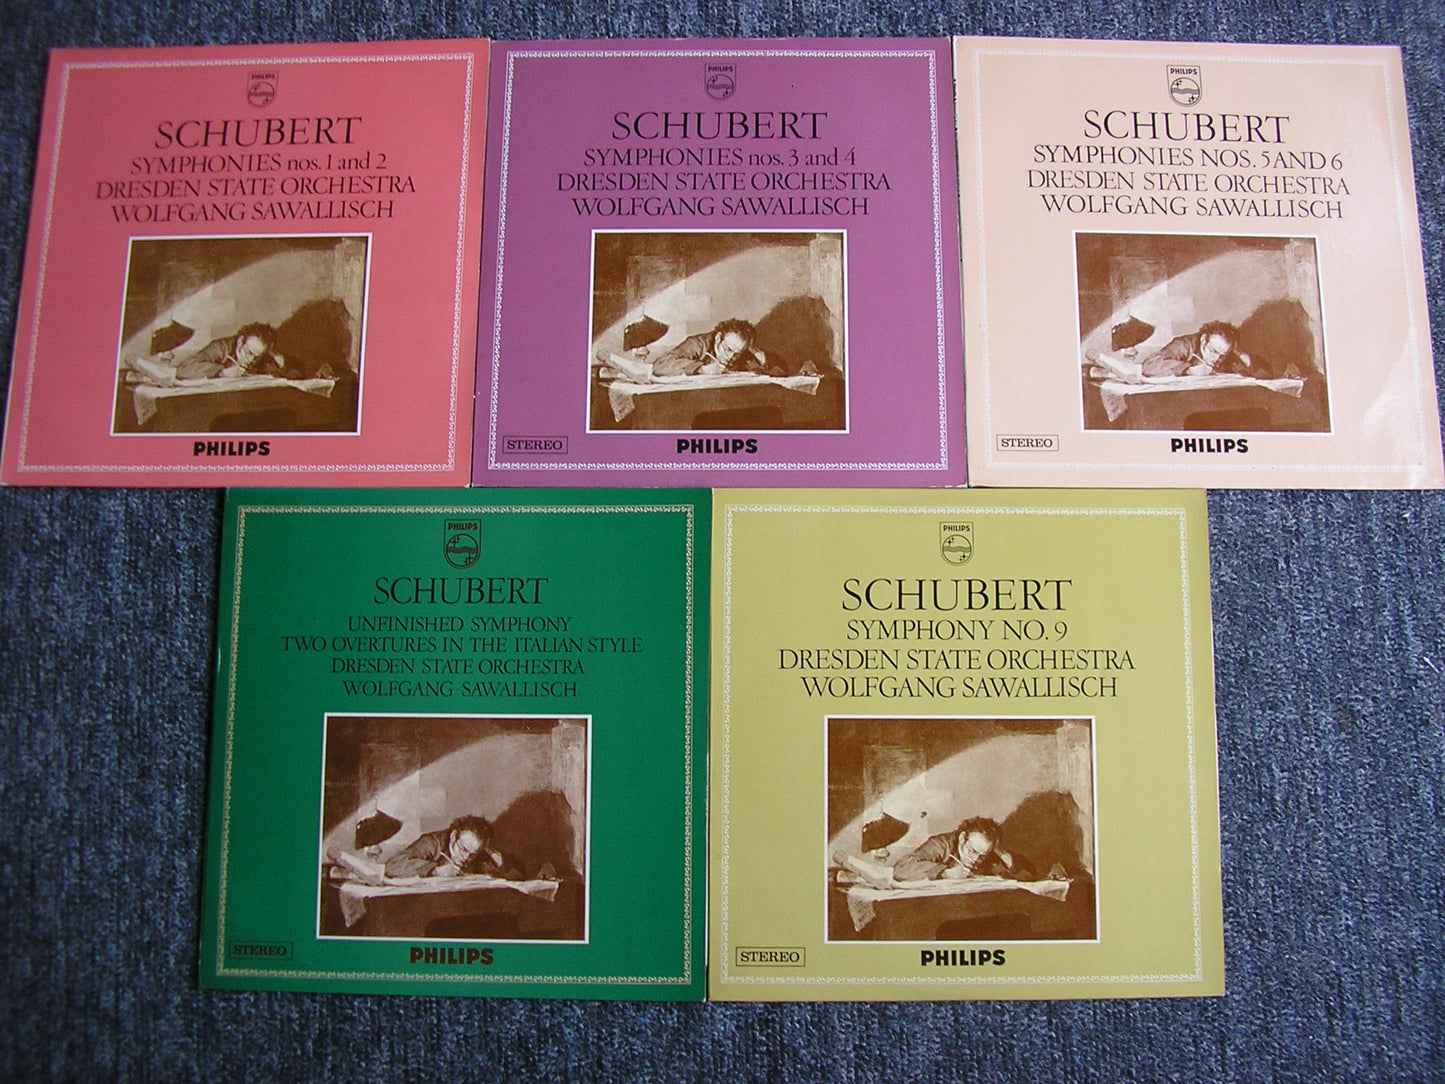 PHILIPS
SCHUBERT
SYMPHONIES nos. 1 and 2
DRESDEN STATE ORCHESTRA
WOLFGANG SAWALLISCH
PHILIPS
PHILIPS
SCHUBERT
SYMPHONIES nos. 3 and 4
DRESDEN STATE ORCHESTRA
WOLFGANG SAWALLISCH
STEREO
PHILIPS
PHILIPS
SCHUBERT
SYMPHONIES NOS. 5 AND 6
DRESDEN STATE ORCHESTRA
WOLFGANG SAWALLISCH
STEREO
PHILIPS
PHILIPS
SCHUBERT
UNFINISHED SYMPHONY
TWO OVERTURES IN THE ITALIAN STYLE
DRESDEN STATE ORCHESTRA
WOLFGANG SAWALLISCH
STEREO
PHILIPS
PHILIPS
SCHUBERT
SYMPHONY NO. 9
DRESDEN STATE ORCHESTRA
WOLFGANG SAWALLISCH
STEREO
PHILIPS